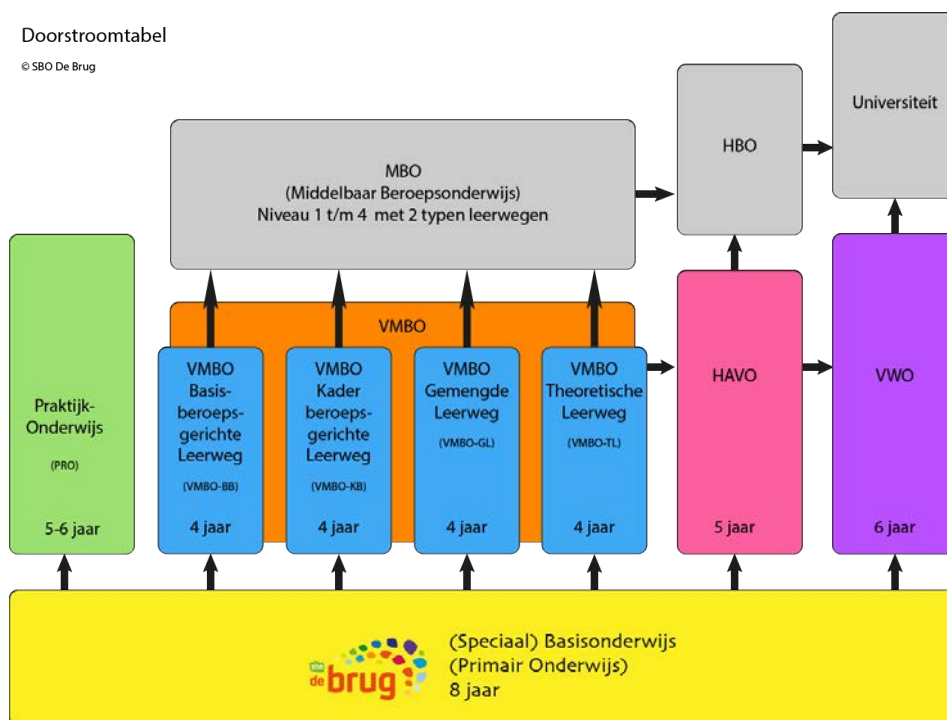 Doorstroomtabel
© SBO De Brug
Universiteit
HBO
MBO
(Middelbaar Beroepsonderwijs)
Niveau 1 t/m 4 met 2 typen leerwegen
VMBO
Praktijk-
Onderwijs
(PRO)
5-6 jaar
VMBO
Basis-
beroeps-
gerichte
Leerweg
(VMBO-BB)
4 jaar
VMBO
Kader
beroeps-
gerichte
Leerweg
(VMBO-KB)
4 jaar
VMBO
Gemengde
Leerweg
(VMBO-GL)
4 jaar
VMBO
Theoretische
Leerweg
(VMBO-TL)
4 jaar
HAVO
5 jaar
VWO
6 jaar
sbo
de brug
(Speciaal) Basisonderwijs
(Primair Onderwijs)
8 jaar